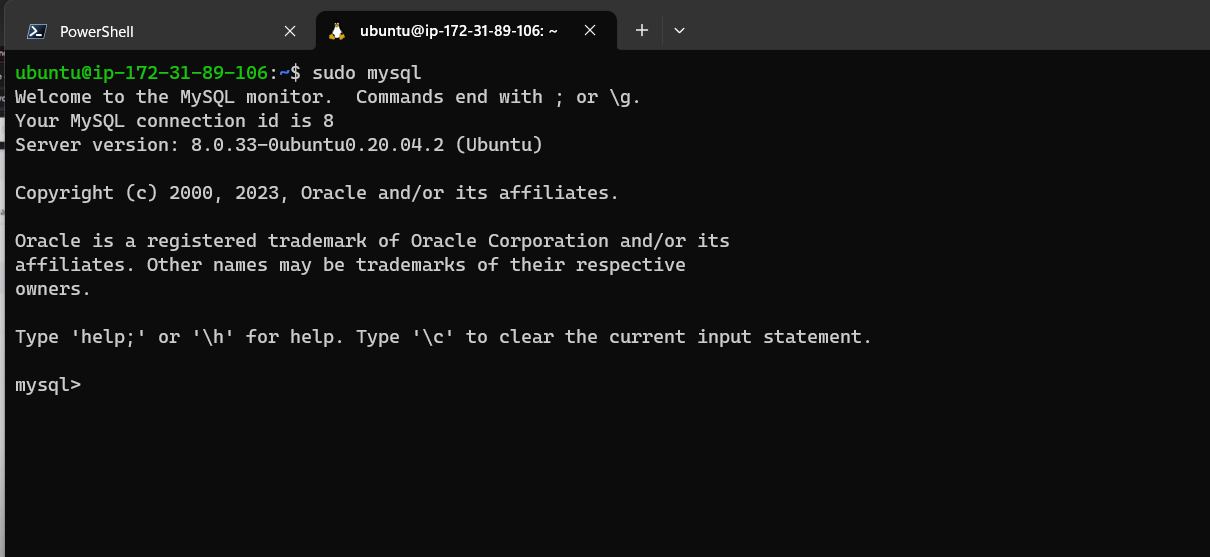 PowerShell
ubuntu@ip-172-31-89-106: ~
ubuntu@ip-172-31-89-106:~$ sudo mysql
Welcome to the MySQL monitor.  Commands end with ; or \g.
Your MySQL connection id is 8
Server version: 8.0.33-0ubuntu0.20.04.2 (Ubuntu)
Copyright (c) 2000, 2023, Oracle and/or its affiliates.
Oracle is a registered trademark of Oracle Corporation and/or its
affiliates. Other names may be trademarks of their respective
owners.
Type 'help;' or '\h' for help. Type '\c' to clear the current input statement.
mysql>